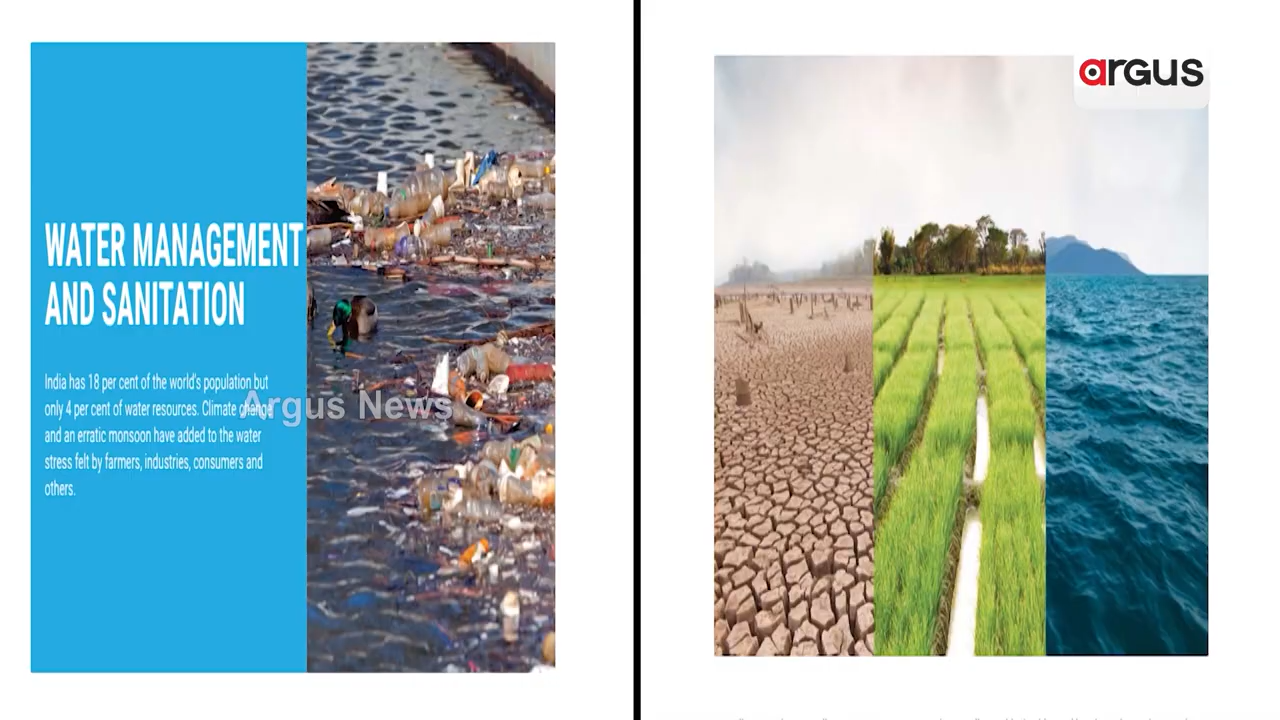 WATER MANAGEMENT
AND SANITATION
India has 18 per cent of the world's population but
only 4 per cent of water resources. Climate change
and an erratic monsoon have added to the water
stress felt by farmers, industries, consumers and
others.
Argus News
argus